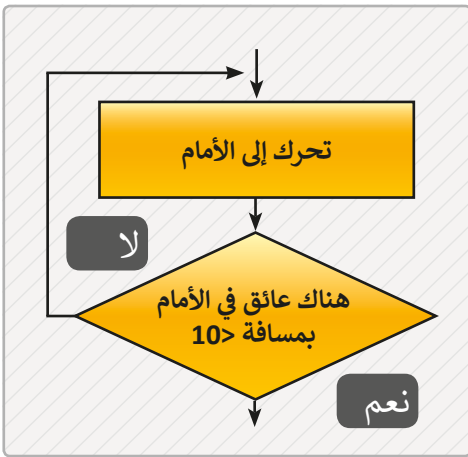 تحرك إلى الأمام
لا
هناك عائق في الأمام
بمسافة <10
نعم